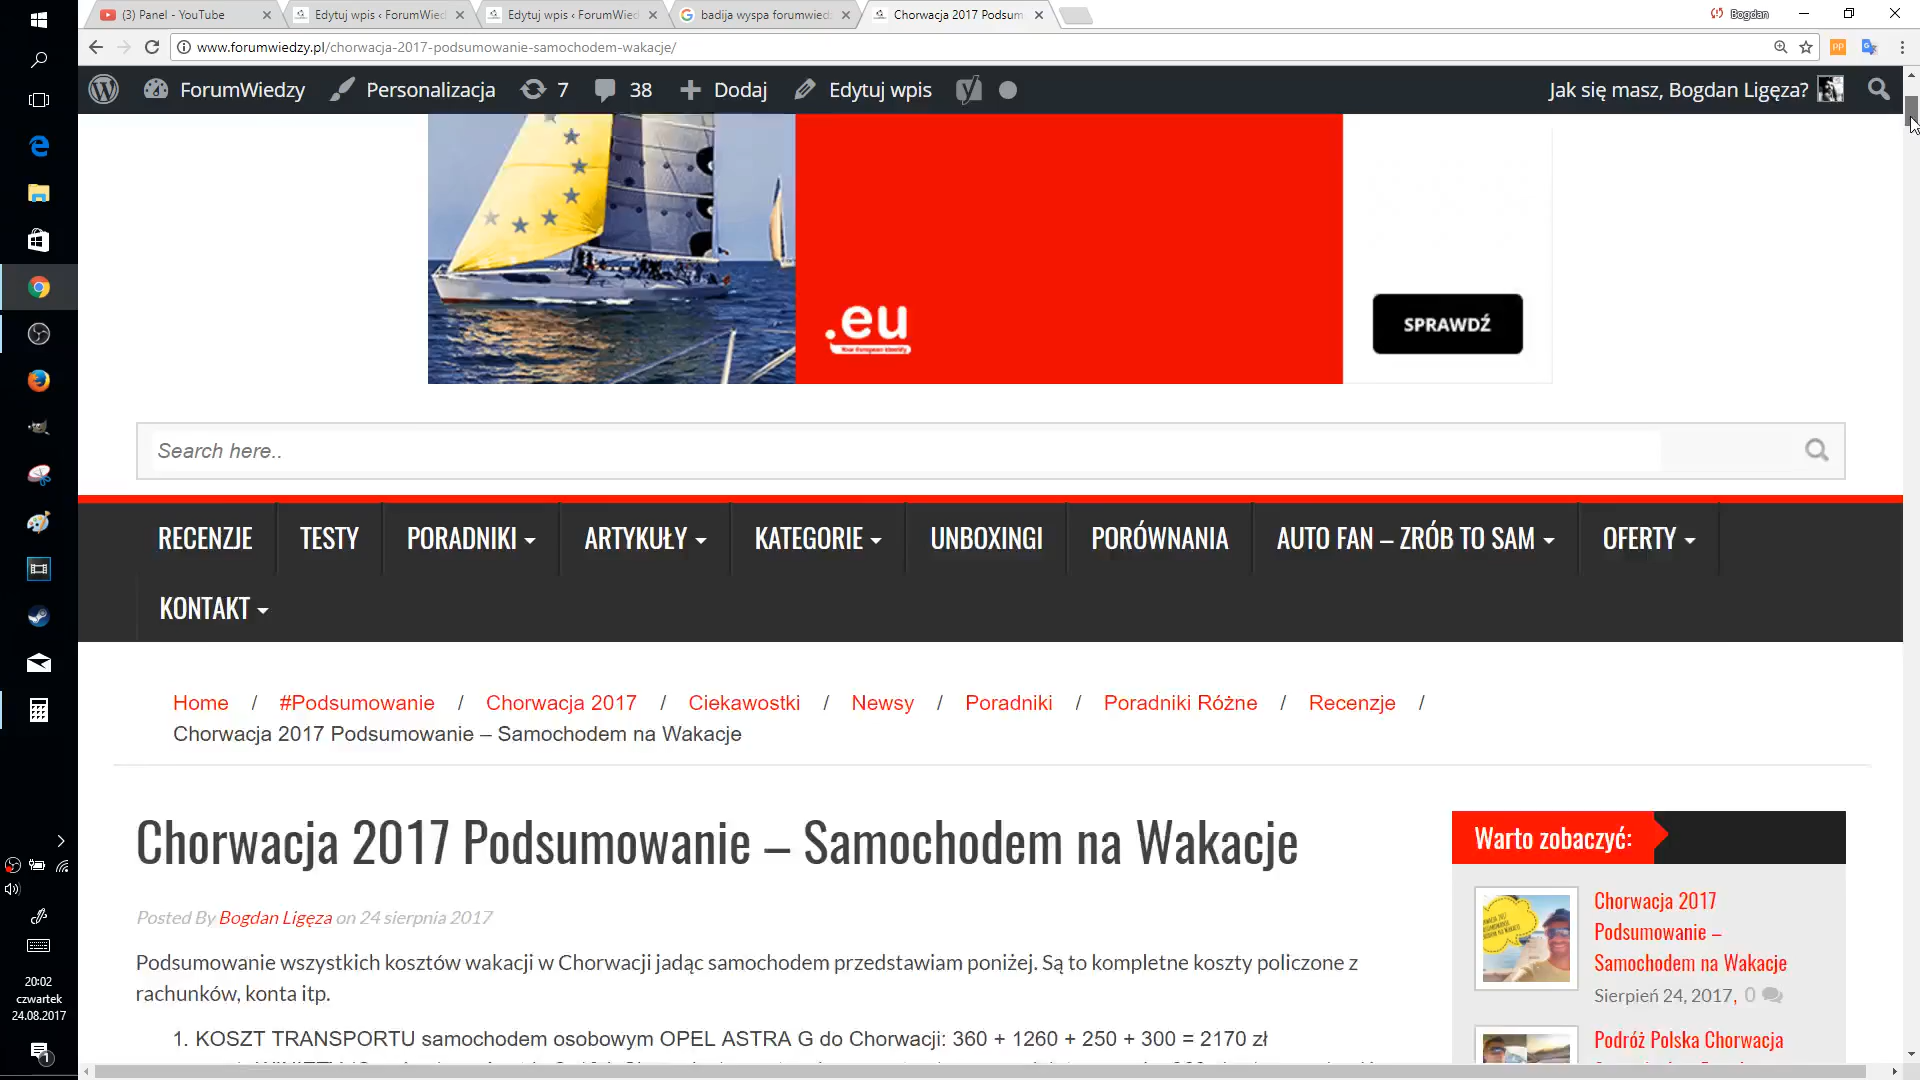 (3) Panel - YouTube
Edytuj wpis ‹ ForumWied
Edytuj wpis ‹ ForumWied
badija wyspa forumwied
Chorwacja 2017 Podsum
Bogdan
www.forumwiedzy.pl/chorwacja-2017-podsumowanie-samochodem-wakacje/
ForumWiedzy
Personalizacja
7
38
Dodaj
Edytuj wpis
Jak się masz, Bogdan Ligęza?
.eu
Your European Identity
SPRAWDŹ
Search here..
RECENZJE
TESTY
PORADNIKI
ARTYKUŁY
KATEGORIE
UNBOXINGI
PORÓWNANIA
AUTO FAN – ZRÓB TO SAM
OFERTY
KONTAKT
Home / #Podsumowanie / Chorwacja 2017 / Ciekawostki / Newsy / Poradniki / Poradniki Różne / Recenzje /
Chorwacja 2017 Podsumowanie – Samochodem na Wakacje
Chorwacja 2017 Podsumowanie – Samochodem na Wakacje
Posted By Bogdan Ligęza on 24 sierpnia 2017
Podsumowanie wszystkich kosztów wakacji w Chorwacji jadąc samochodem przedstawiam poniżej. Są to kompletne koszty policzone z
rachunków, konta itp.
1. KOSZT TRANSPORTU samochodem osobowym OPEL ASTRA G do Chorwacji: 360 + 1260 + 250 + 300 = 2170 zł
Warto zobaczyć:
Chorwacja 2017
Podsumowanie –
Samochodem na Wakacje
Sierpień 24, 2017, 0
Podróż Polska Chorwacja
20:02
czwartek
24.08.2017
1